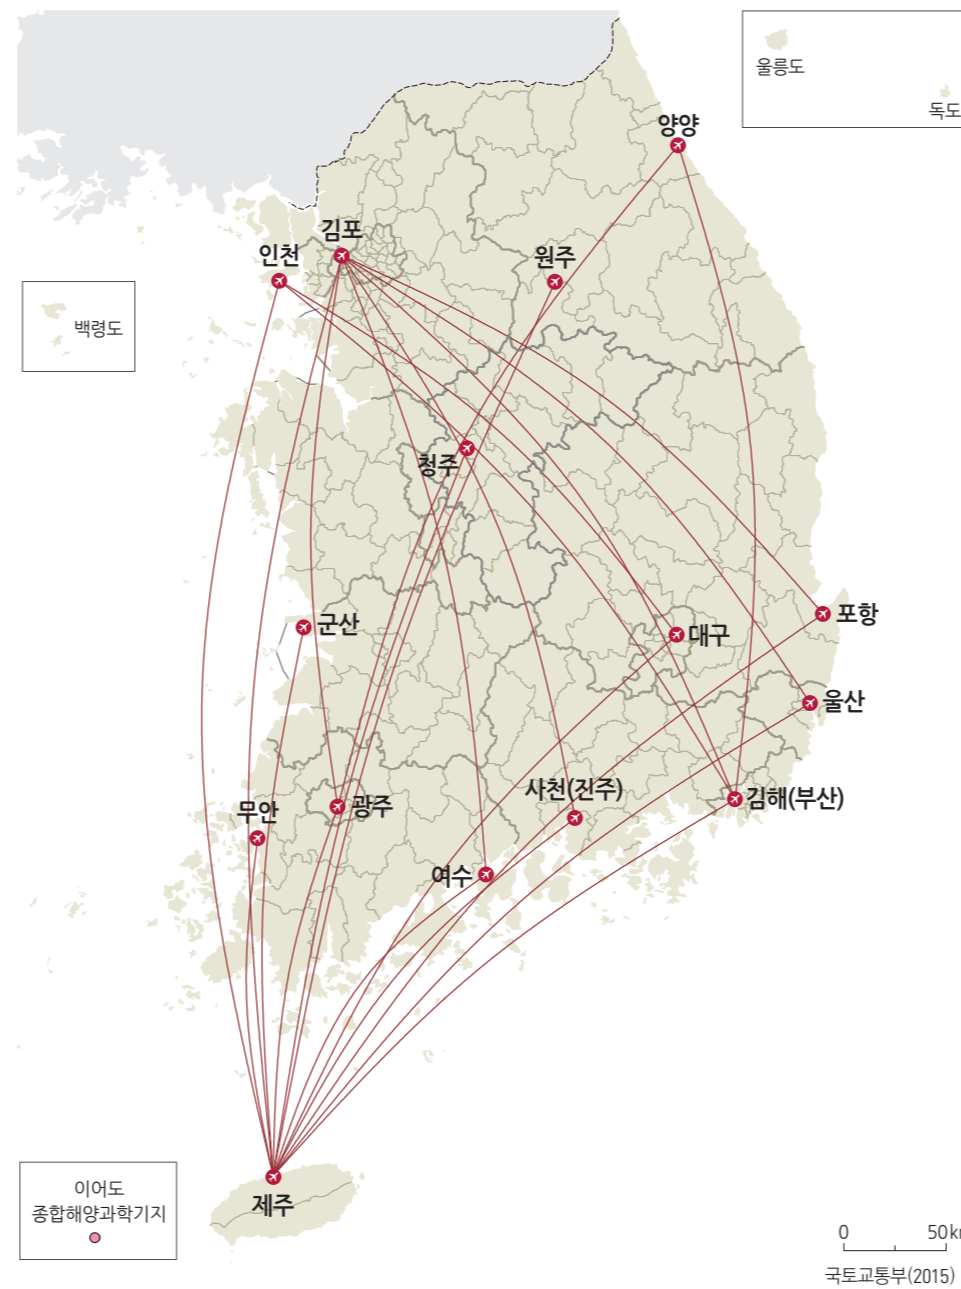 울릉도
독도
양양
김포
인천
원주
백령도
청주
군산
대구
포항
울산
사천(진주)
김해(부산)
무안
광주
여수
제주
이어도
종합해양과학기지
0 50km
국토교통부(2015)